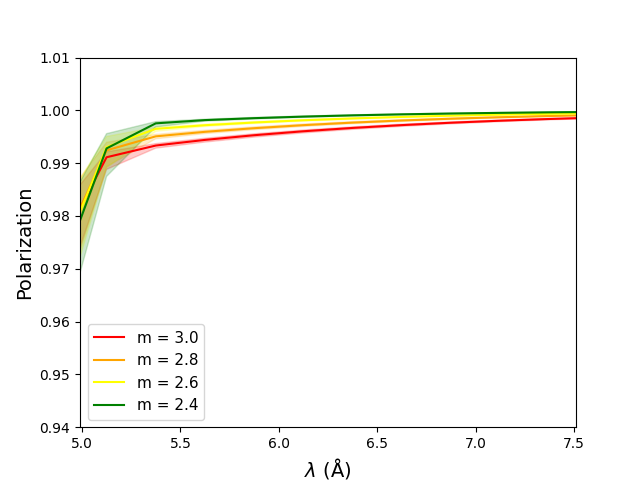 1.01
1.00
0.99
0.98
0.97
0.96
0.95
0.94
Polarization
m = 3.0
m = 2.8
m = 2.6
m = 2.4
5.0 5.5 6.0 6.5 7.0 7.5
λ (Å)